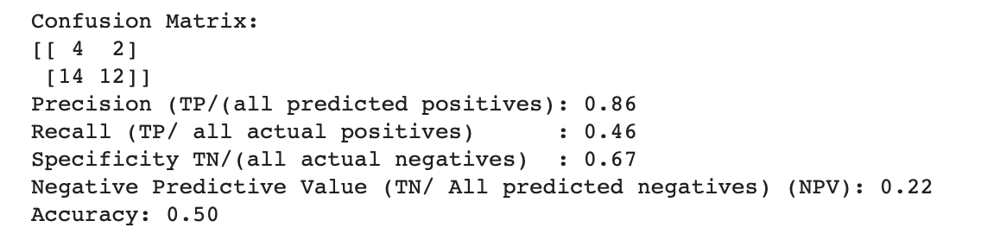 Confusion Matrix:
[[ 4  2]
 [14 12]]
Precision (TP/(all predicted positives): 0.86
Recall (TP/ all actual positives)      : 0.46
Specificity TN/(all actual negatives)  : 0.67
Negative Predictive Value (TN/ All predicted negatives) (NPV): 0.22
Accuracy: 0.50